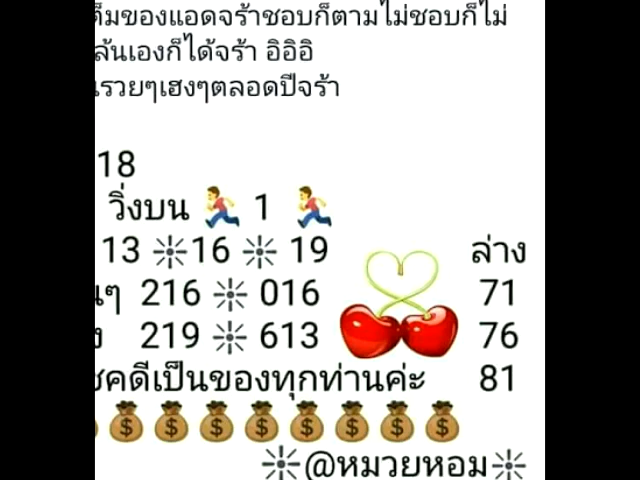 ต็มของแอดจร้าชอบก็ตามไม่ชอบก็ไม่
ล้นเองก็ได้จร้า อิอิอิ
รวยๆเฮงๆตลอดปีจร้า
18
วิ่งบน 🏃 1 🏃
13 ☀16 ☀ 19 ล่าง
นๆ 216 ☀ 016 71
ง 219 ☀ 613 76
ชคดีเป็นของทุกท่านค่ะ 81
☀@หมวยหอม☀